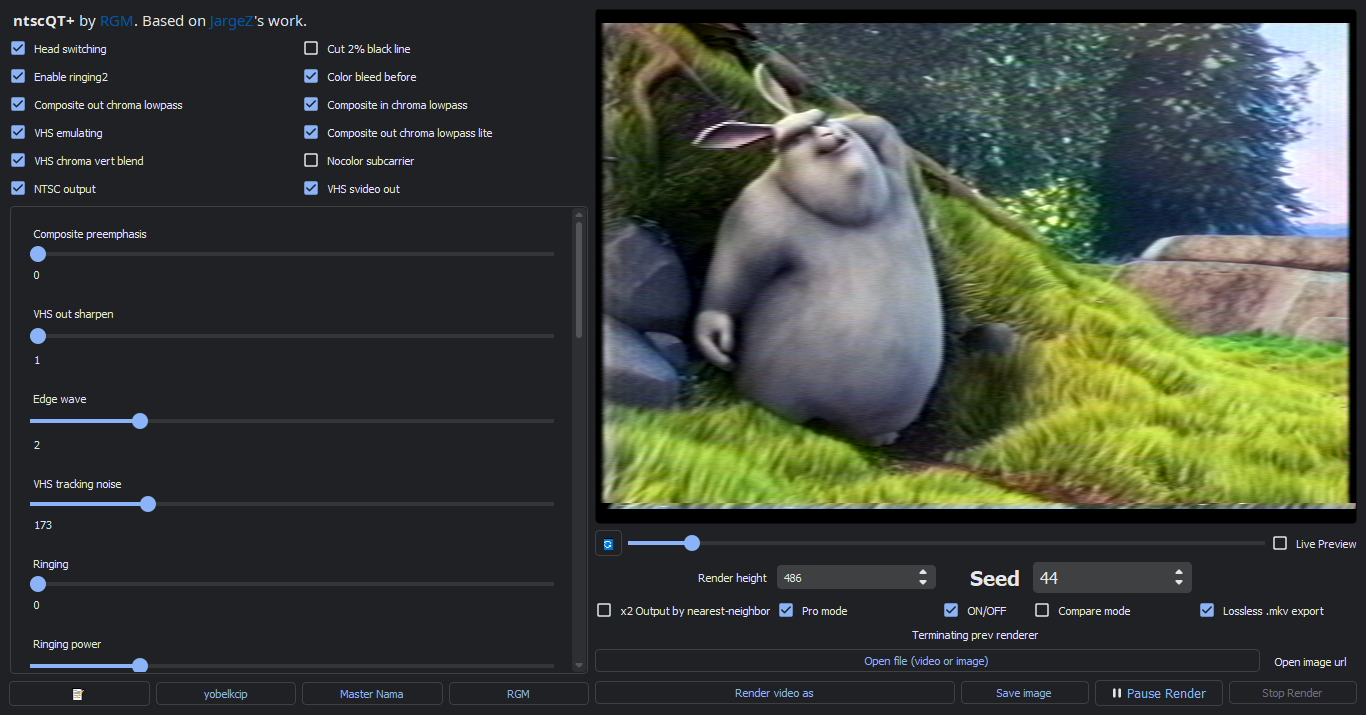 ntscQT+ by RGM. Based on JargeZ's work.
Head switching
Cut 2% black line
Enable ringing2
Color bleed before
Composite out chroma lowpass
Composite in chroma lowpass
VHS emulating
Composite out chroma lowpass lite
VHS chroma vert blend
Nocolor subcarrier
NTSC output
VHS svideo out
Composite preemphasis
0
VHS out sharpen
1
Edge wave
2
VHS tracking noise
173
Ringing
0
Ringing power
yobelkcip
Master Nama
RGM
Live Preview
Render height
486
Seed
44
x2 Output by nearest-neighbor
Pro mode
ON/OFF
Compare mode
Lossless .mkv export
Terminating prev renderer
Open file (video or image)
Open image url
Render video as
Save image
Pause Render
Stop Render